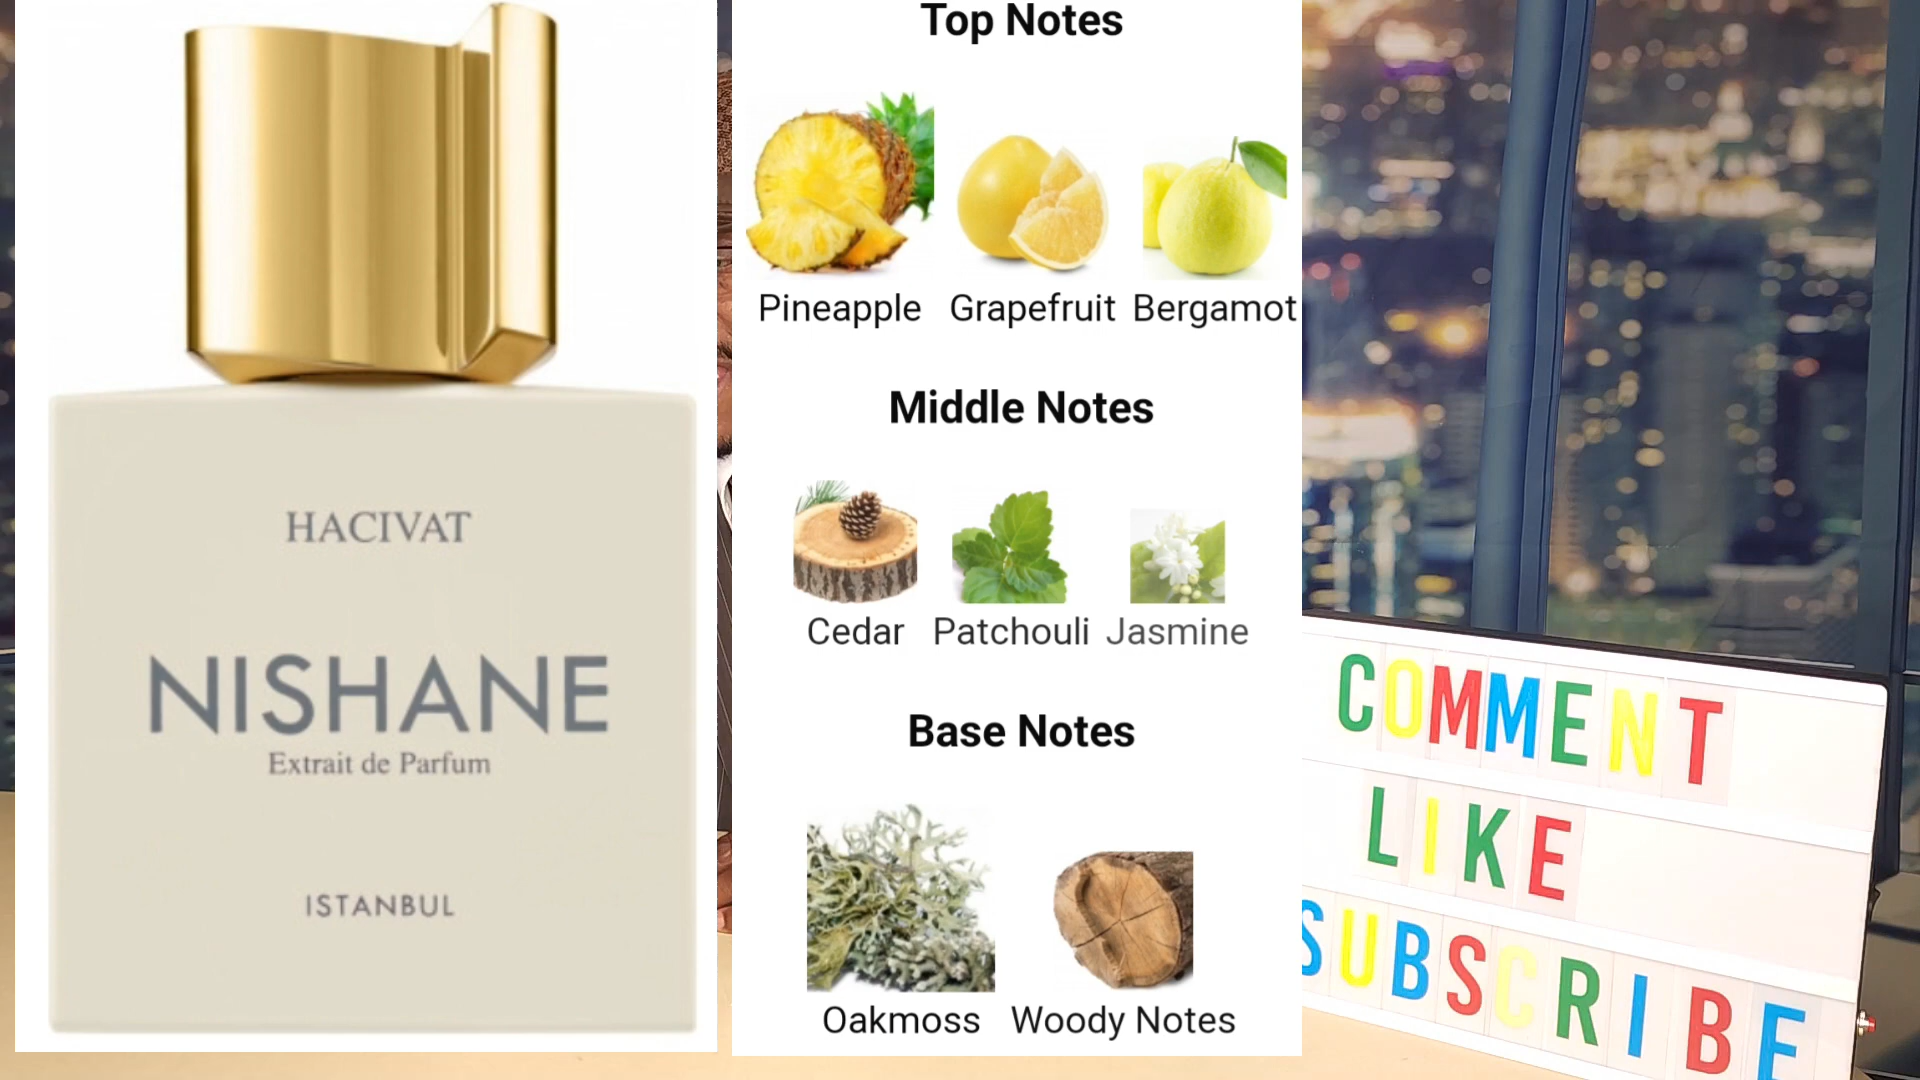 HACIVAT
NISHANE
Extrait de Parfum
ISTANBUL
Top Notes
Pineapple Grapefruit Bergamot
Middle Notes
Cedar Patchouli Jasmine
Base Notes
Oakmoss Woody Notes
COMMENT
LIKE
SUBSCRIBE